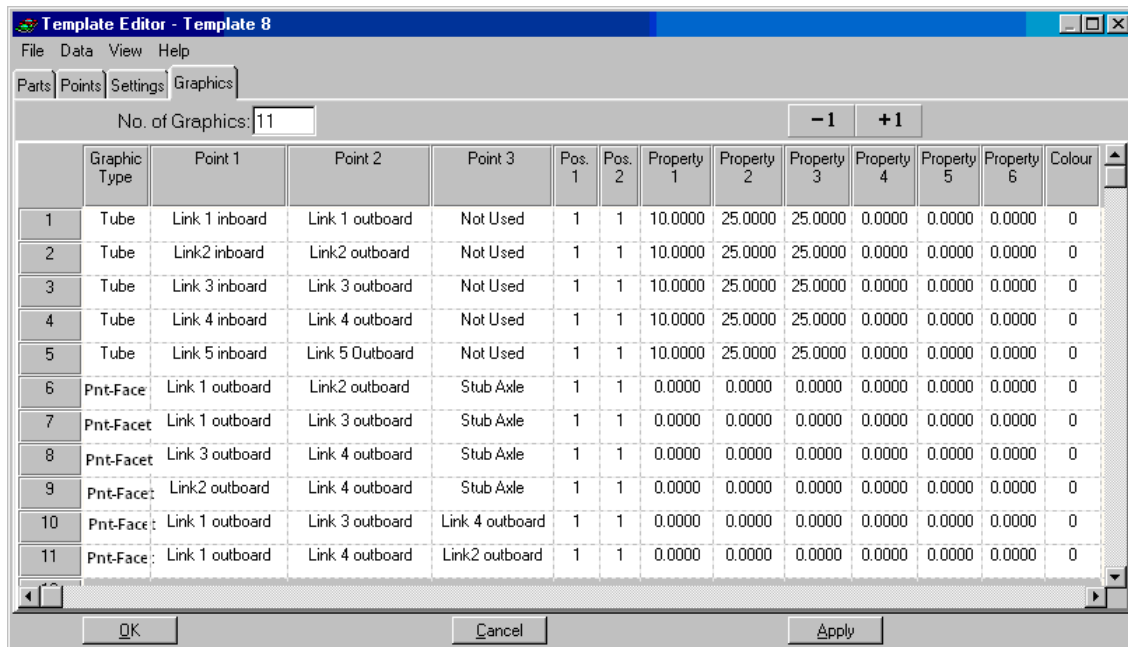 Template Editor - Template 8
File Data View Help
Parts Points Settings Graphics
No. of Graphics: 11 -1 +1
Graphic Type Point 1 Point 2 Point 3 Pos. 1 Pos. 2 Property 1 Property 2 Property 3 Property 4 Property 5 Property 6 Colour
1 Tube Link 1 inboard Link 1 outboard Not Used 1 1 10.0000 25.0000 25.0000 0.0000 0.0000 0.0000 0
2 Tube Link2 inboard Link2 outboard Not Used 1 1 10.0000 25.0000 25.0000 0.0000 0.0000 0.0000 0
3 Tube Link 3 inboard Link 3 outboard Not Used 1 1 10.0000 25.0000 25.0000 0.0000 0.0000 0.0000 0
4 Tube Link 4 inboard Link 4 outboard Not Used 1 1 10.0000 25.0000 25.0000 0.0000 0.0000 0.0000 0
5 Tube Link 5 inboard Link 5 Outboard Not Used 1 1 10.0000 25.0000 25.0000 0.0000 0.0000 0.0000 0
6 Pnt-Face Link 1 outboard Link2 outboard Stub Axle 1 1 0.0000 0.0000 0.0000 0.0000 0.0000 0.0000 0
7 Pnt-Facet Link 1 outboard Link 3 outboard Stub Axle 1 1 0.0000 0.0000 0.0000 0.0000 0.0000 0.0000 0
8 Pnt-Facet Link 3 outboard Link 4 outboard Stub Axle 1 1 0.0000 0.0000 0.0000 0.0000 0.0000 0.0000 0
9 Pnt-Facet Link2 outboard Link 4 outboard Stub Axle 1 1 0.0000 0.0000 0.0000 0.0000 0.0000 0.0000 0
10 Pnt-Facet Link 1 outboard Link 3 outboard Link 4 outboard 1 1 0.0000 0.0000 0.0000 0.0000 0.0000 0.0000 0
11 Pnt-Facet Link 1 outboard Link 4 outboard Link2 outboard 1 1 0.0000 0.0000 0.0000 0.0000 0.0000 0.0000 0
OK Cancel Apply